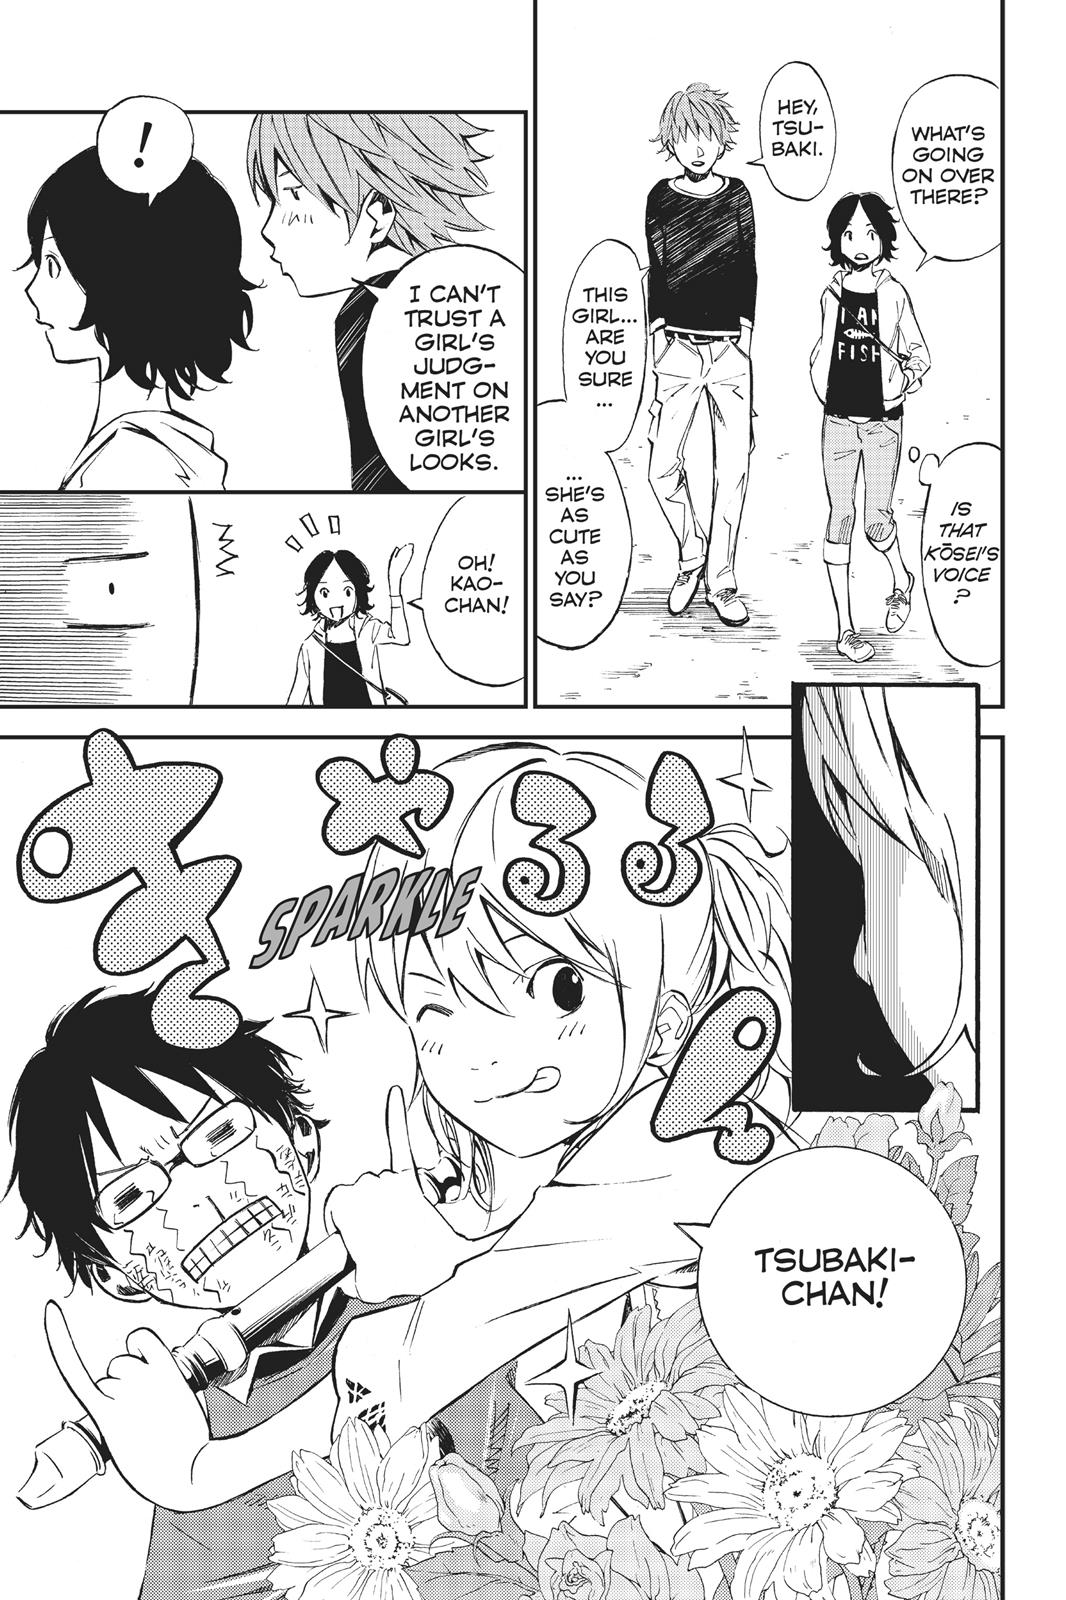 WHAT'S
GOING
ON OVER
THERE?
HEY,
TSU-
BAKI.
THIS
GIRL...
ARE
YOU
SURE
...
...
SHE'S
AS
CUTE
AS
YOU
SAY?
I AM
FISH
IS
THAT
KŌSEI'S
VOICE
?
!
I CAN'T
TRUST A
GIRL'S
JUDG-
MENT ON
ANOTHER
GIRL'S
LOOKS.
OH!
KAO-
CHAN!
SPARKLE
TSUBAKI-
CHAN!